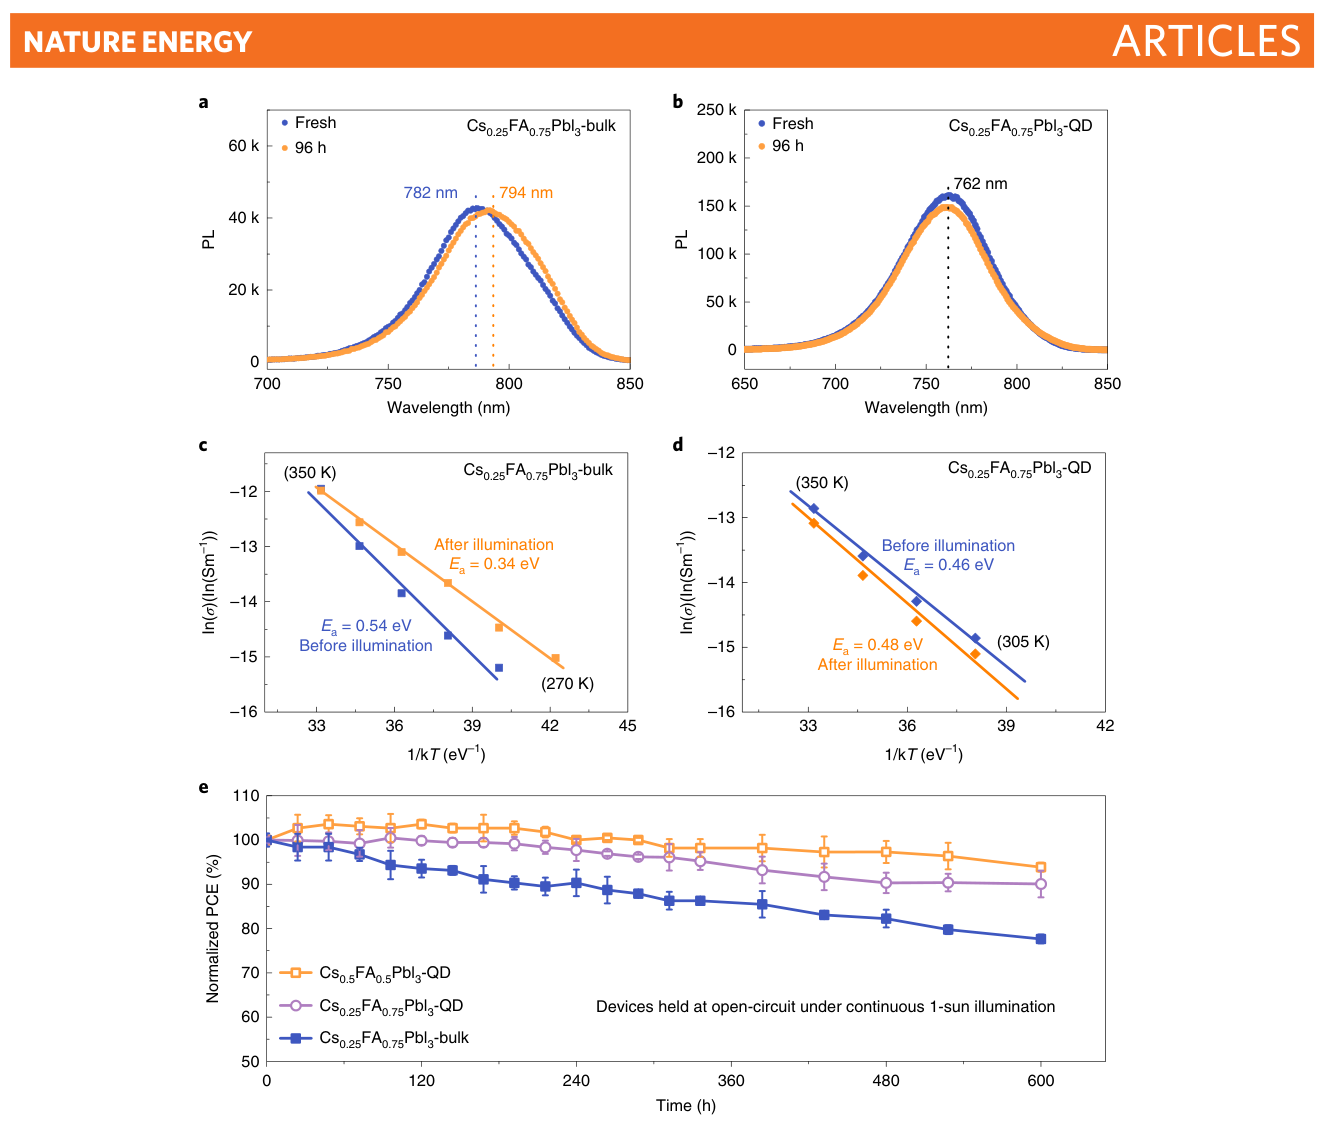 NATURE ENERGY
ARTICLES
a
Fresh
96 h
Cs0.25FA0.75PbI3-bulk
782 nm
794 nm
60 k
40 k
20 k
0
PL
700
750
800
850
Wavelength (nm)
b
Fresh
96 h
Cs0.25FA0.75PbI3-QD
762 nm
250 k
200 k
150 k
100 k
50 k
0
PL
650
700
750
800
850
Wavelength (nm)
c
(350 K)
Cs0.25FA0.75PbI3-bulk
After illumination
Ea = 0.34 eV
Ea = 0.54 eV
Before illumination
(270 K)
–12
–13
–14
–15
–16
ln(σ)(ln(Sm–1))
33
36
39
42
45
1/kT (eV–1)
d
(350 K)
Cs0.25FA0.75PbI3-QD
Before illumination
Ea = 0.46 eV
Ea = 0.48 eV
After illumination
(305 K)
–12
–13
–14
–15
–16
ln(σ)(ln(Sm–1))
33
36
39
42
1/kT (eV–1)
e
110
100
90
80
70
60
50
Normalized PCE (%)
Cs0.5FA0.5PbI3-QD
Cs0.25FA0.75PbI3-QD
Cs0.25FA0.75PbI3-bulk
Devices held at open-circuit under continuous 1-sun illumination
0
120
240
360
480
600
Time (h)